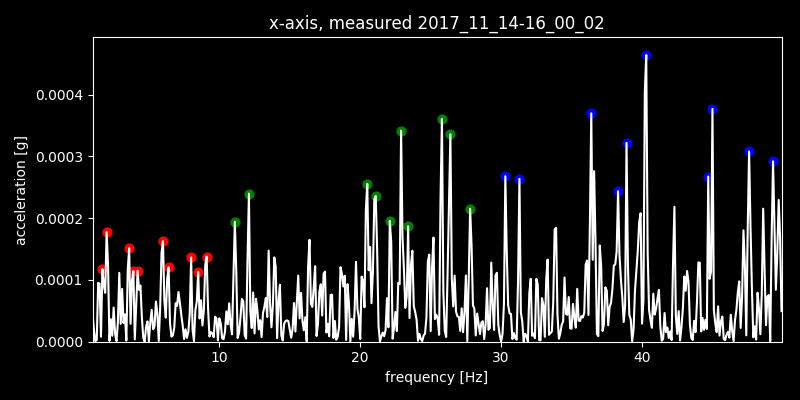 x-axis, measured 2017_11_14-16_00_02
acceleration [g]
0.0004
0.0003
0.0002
0.0001
0.0000
10 20 30 40
frequency [Hz]